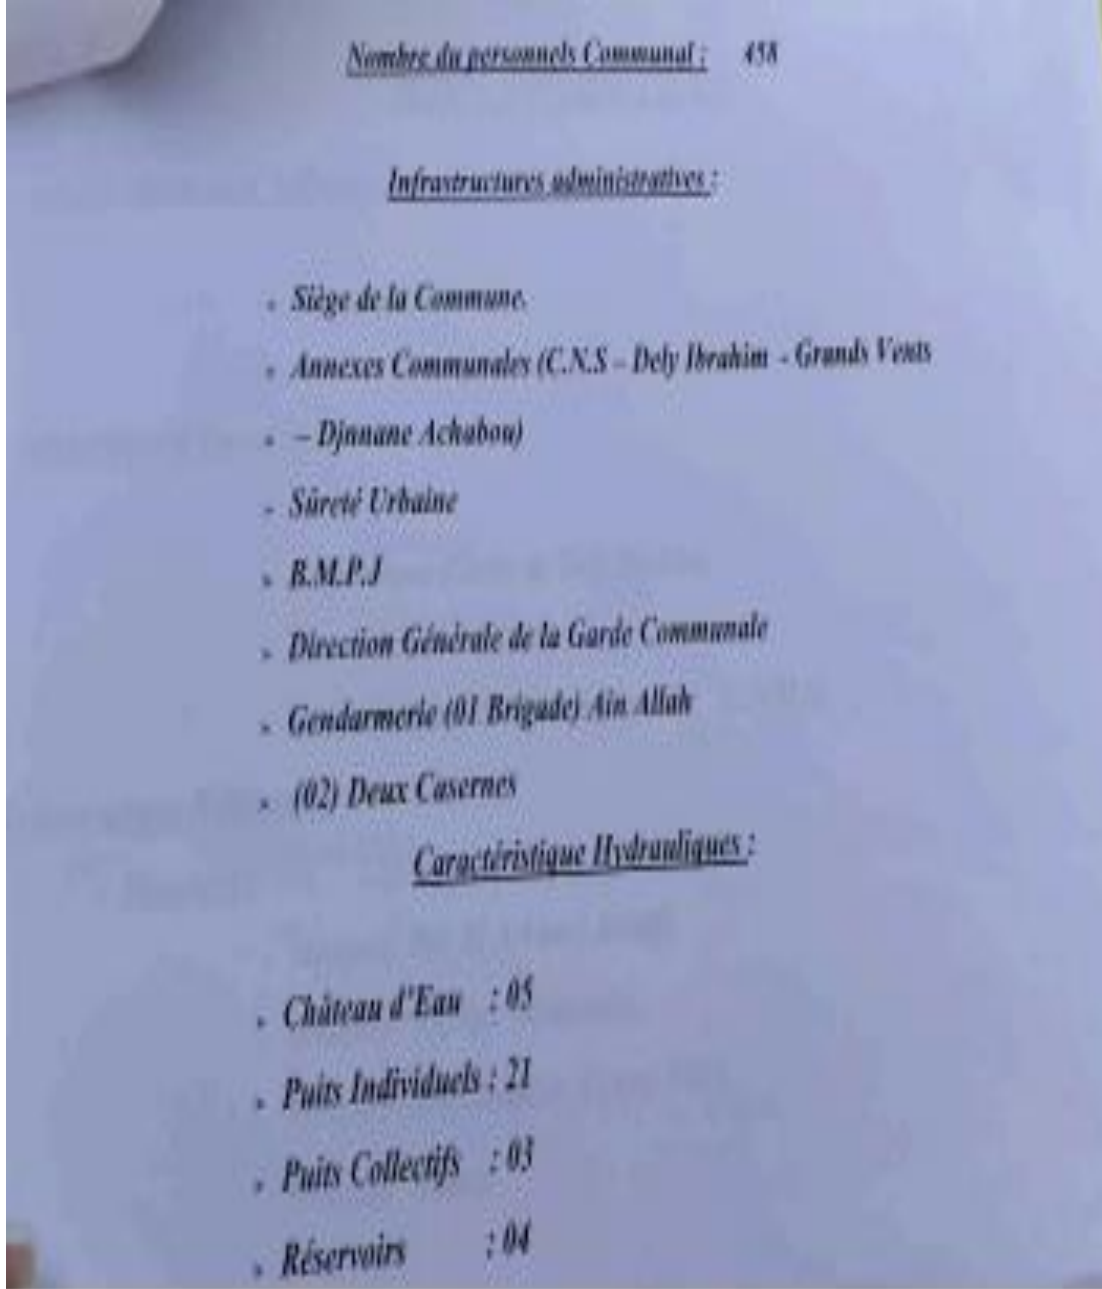 Nombre du personnels Communal : 458
Infrastructures administratives :
- Siège de la Commune.
- Annexes Communales (C.N.S – Dely Ibrahim - Grands Vents
- – Djnnane Achabou)
- Sûreté Urbaine
- B.M.P.J
- Direction Générale de la Garde Communale
- Gendarmerie (01 Brigade) Ain Allah
- (02) Deux Casernes
Caractéristique Hydrauliques :
- Château d'Eau : 05
- Puits Individuels : 21
- Puits Collectifs : 03
- Réservoirs : 04